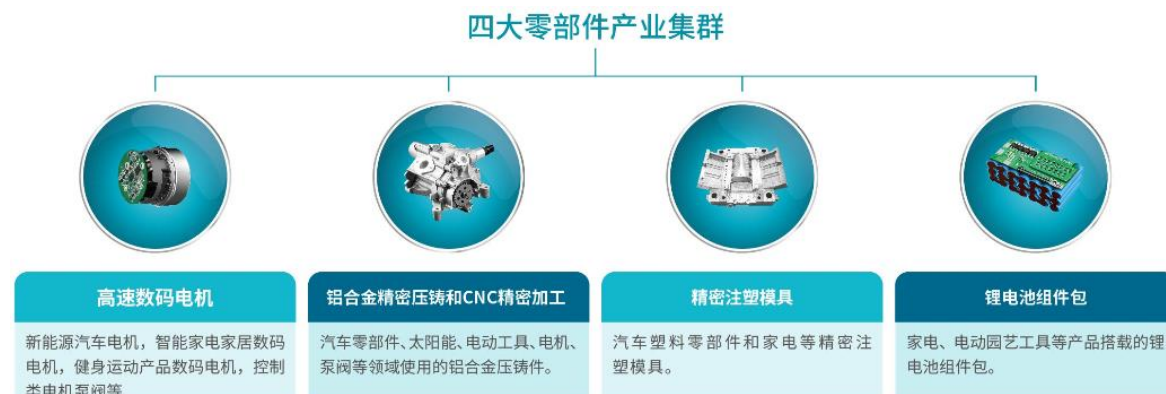 四大零部件产业集群
高速数码电机
新能源汽车电机，智能家电家居数码
电机，健身运动产品数码电机，控制
类电机泵阀等
铝合金精密压铸和CNC精密加工
汽车零部件、太阳能、电动工具、电机、
泵阀等领域使用的铝合金压铸件。
精密注塑模具
汽车塑料零部件和家电等精密注
塑模具。
锂电池组件包
家电、电动园艺工具等产品搭载的锂
电池组件包。